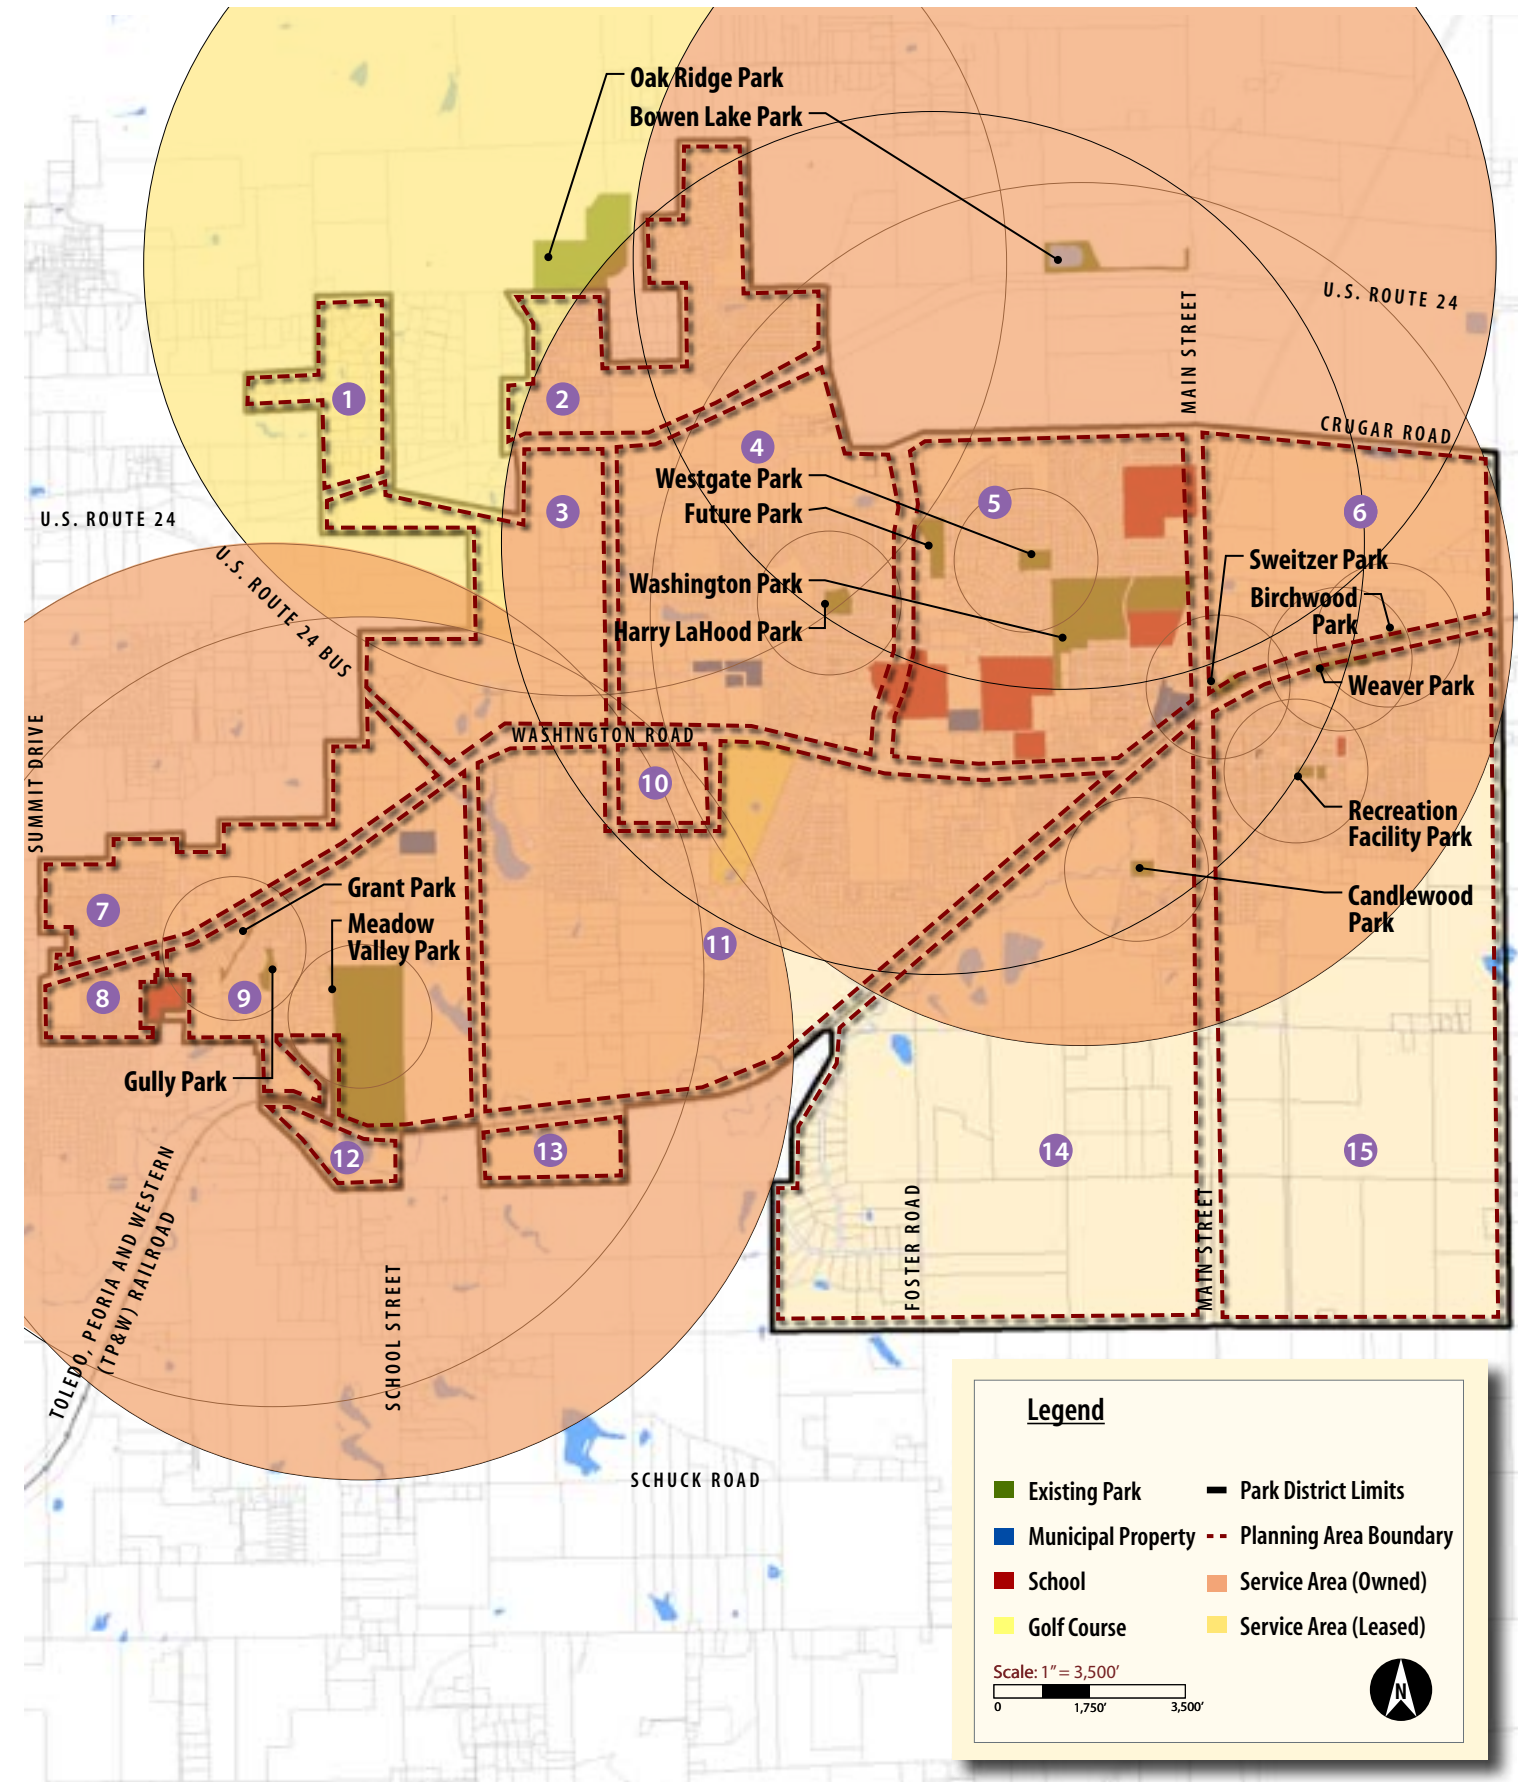 Oak Ridge Park
Bowen Lake Park
U.S. ROUTE 24
MAIN STREET
1
2
CRUGAR ROAD
4
Westgate Park
5
3
Future Park
6
U.S. ROUTE 24
U.S. ROUTE 24 BUS
Sweitzer Park
Washington Park
Birchwood
Park
Harry LaHood Park
Weaver Park
SUMMIT DRIVE
WASHINGTON ROAD
10
Recreation
Facility Park
Grant Park
7
Meadow
Valley Park
Candlewood
Park
11
8
9
Gully Park
12
13
14
15
TOLEDO, PEORIA AND WESTERN
(TP&W) RAILROAD
SCHOOL STREET
FOSTER ROAD
MAIN STREET
SCHUCK ROAD
Legend
Existing Park
Municipal Property
School
Golf Course
Park District Limits
Planning Area Boundary
Service Area (Owned)
Service Area (Leased)
Scale: 1" = 3,500'
0 1,750' 3,500'
N